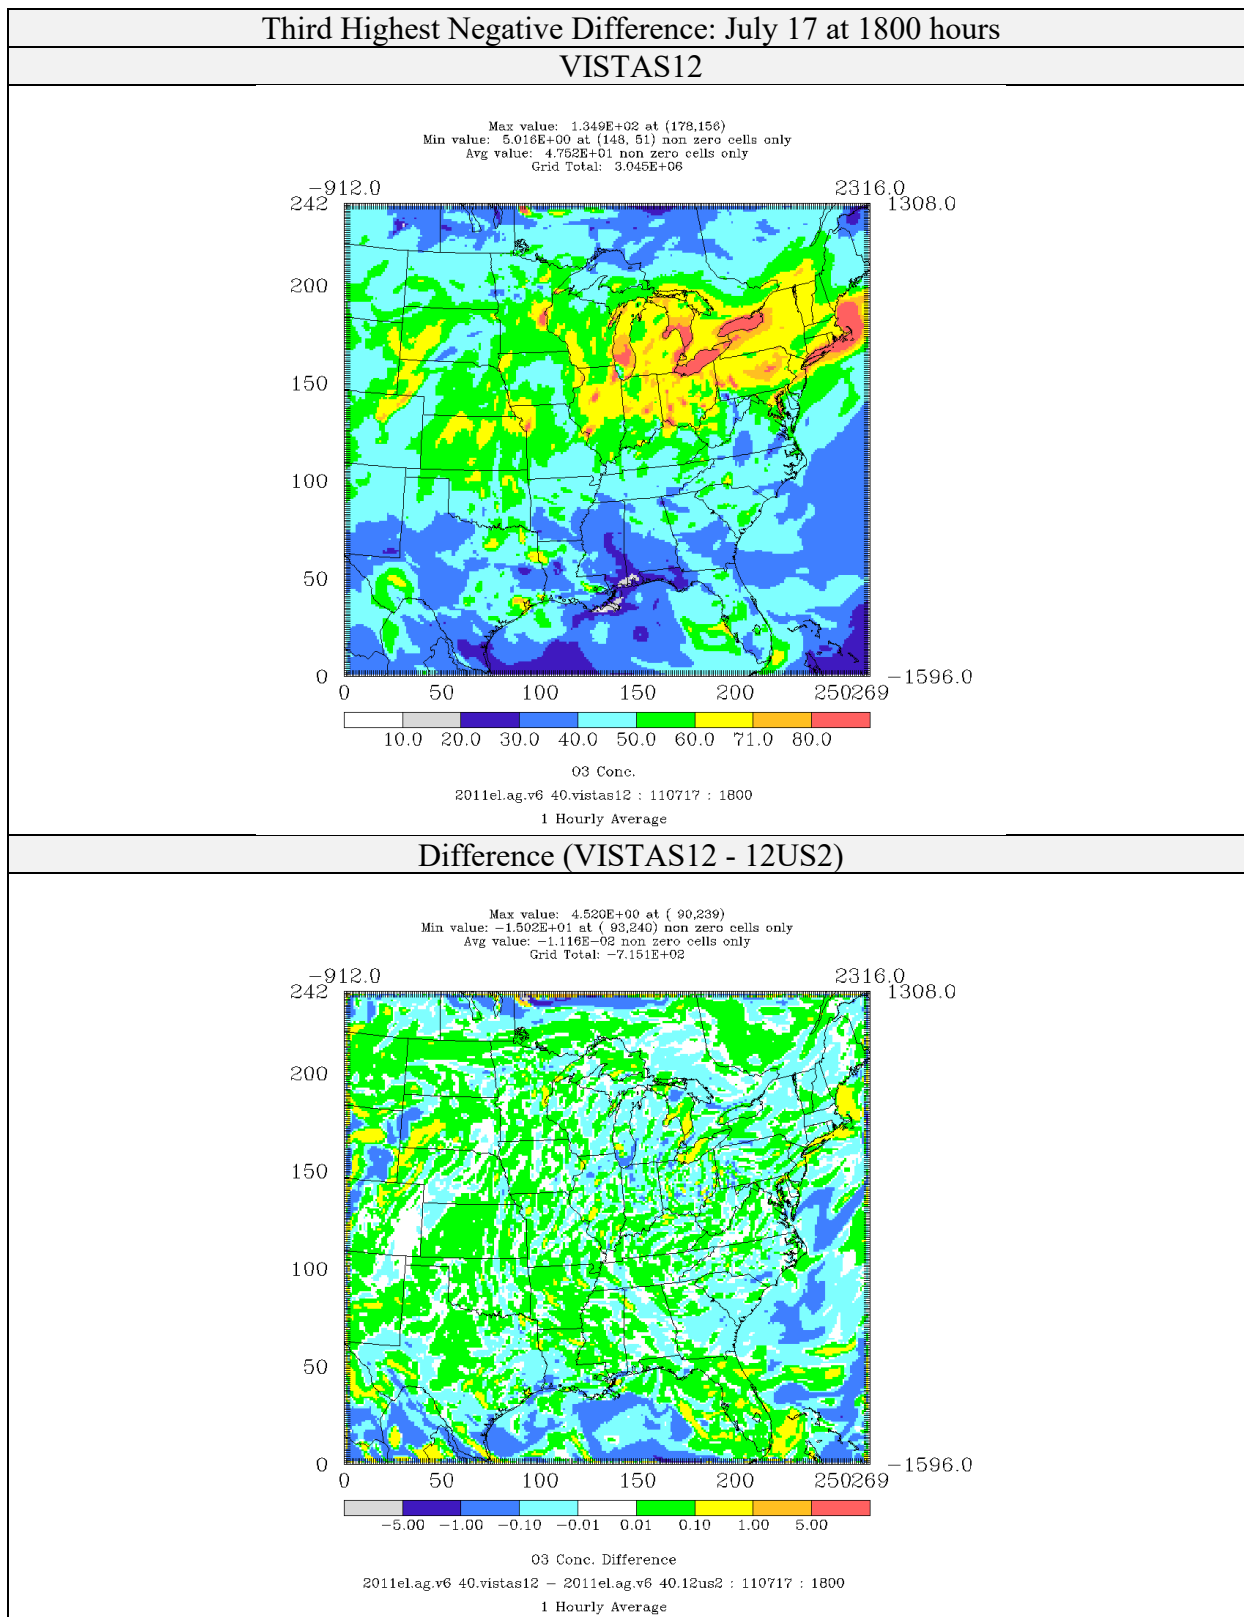 Third Highest Negative Difference: July 17 at 1800 hours
VISTAS12
Max value: 1.349E+02 at (178,156)
Min value: 5.016E+00 at (148, 51) non zero cells only
Avg value: 4.752E+01 non zero cells only
Grid Total: 3.045E+06
−912.0 2316.0
242 1308.0
200
150
100
50
0 −1596.0
0 50 100 150 200 250269
10.0 20.0 30.0 40.0 50.0 60.0 71.0 80.0
O3 Conc.
2011el.ag.v6 40.vistas12 : 110717 : 1800
1 Hourly Average
Difference (VISTAS12 - 12US2)
Max value: 4.520E+00 at ( 90,239)
Min value: −1.502E+01 at ( 93,240) non zero cells only
Avg value: −1.116E−02 non zero cells only
Grid Total: −7.151E+02
−912.0 2316.0
242 1308.0
200
150
100
50
0 −1596.0
0 50 100 150 200 250269
−5.00 −1.00 −0.10 −0.01 0.01 0.10 1.00 5.00
O3 Conc. Difference
2011el.ag.v6 40.vistas12 − 2011el.ag.v6 40.12us2 : 110717 : 1800
1 Hourly Average